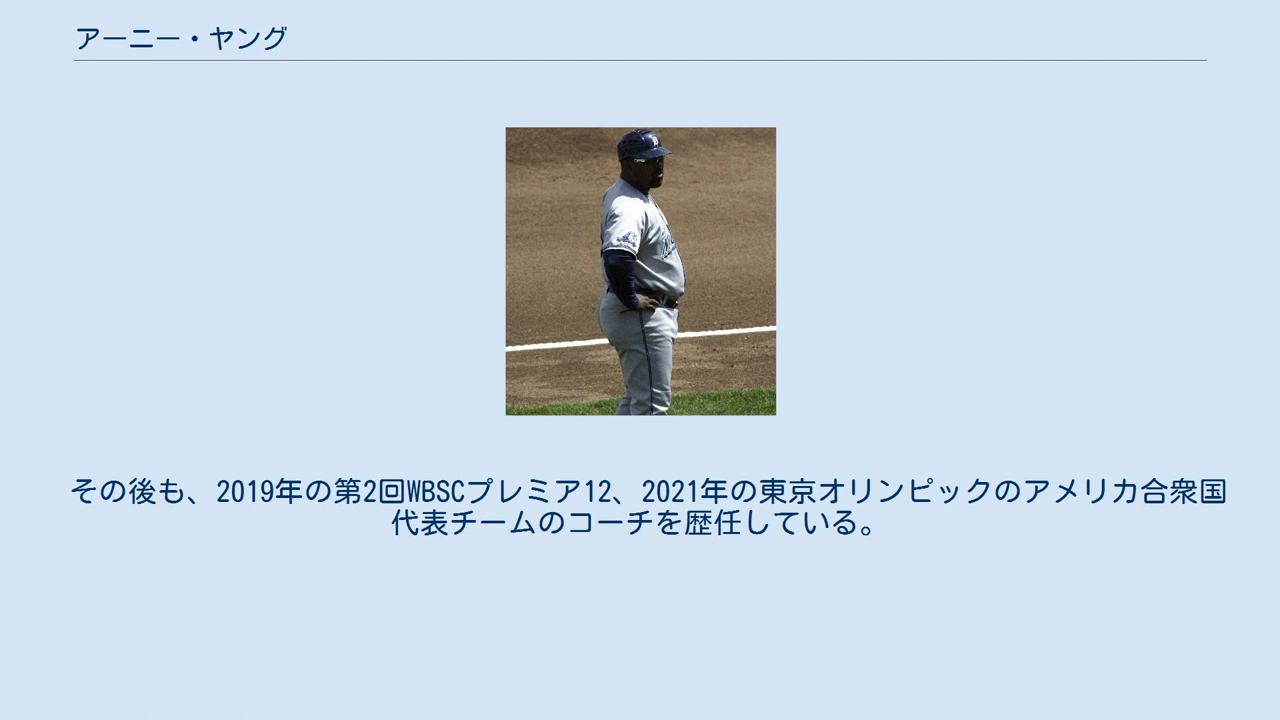 アーニー・ヤング
その後も、2019年の第2回WBSCプレミア12、2021年の東京オリンピックのアメリカ合衆国
代表チームのコーチを歴任している。